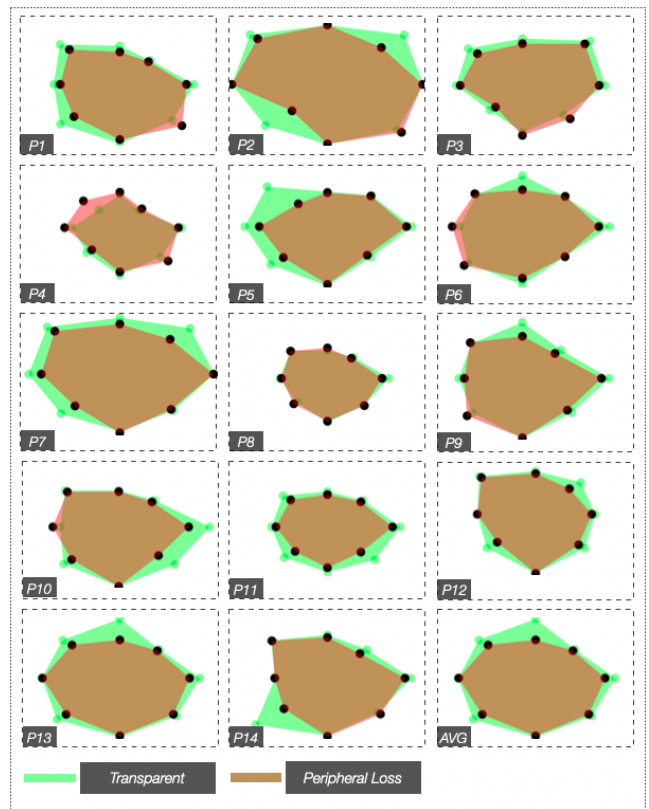 P1
P2
P3
P4
P5
P6
P7
P8
P9
P10
P11
P12
P13
P14
AVG
Transparent
Peripheral Loss